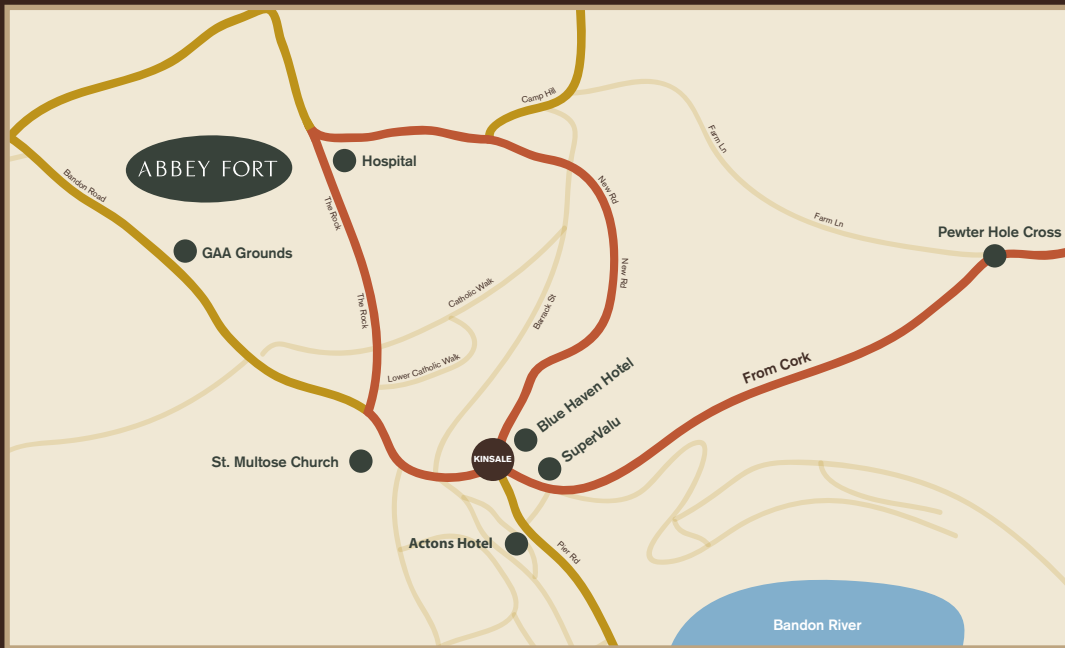 Camp Hill
Farm Ln
ABBEY FORT
Hospital
Bandon Road
The Rock
New Rd
Farm Ln
Pewter Hole Cross
GAA Grounds
New Rd
Catholic Walk
The Rock
Barrack St
Lower Catholic Walk
From Cork
Blue Haven Hotel
SuperValu
St. Multose Church
KINSALE
Actons Hotel
Pier Rd
Bandon River